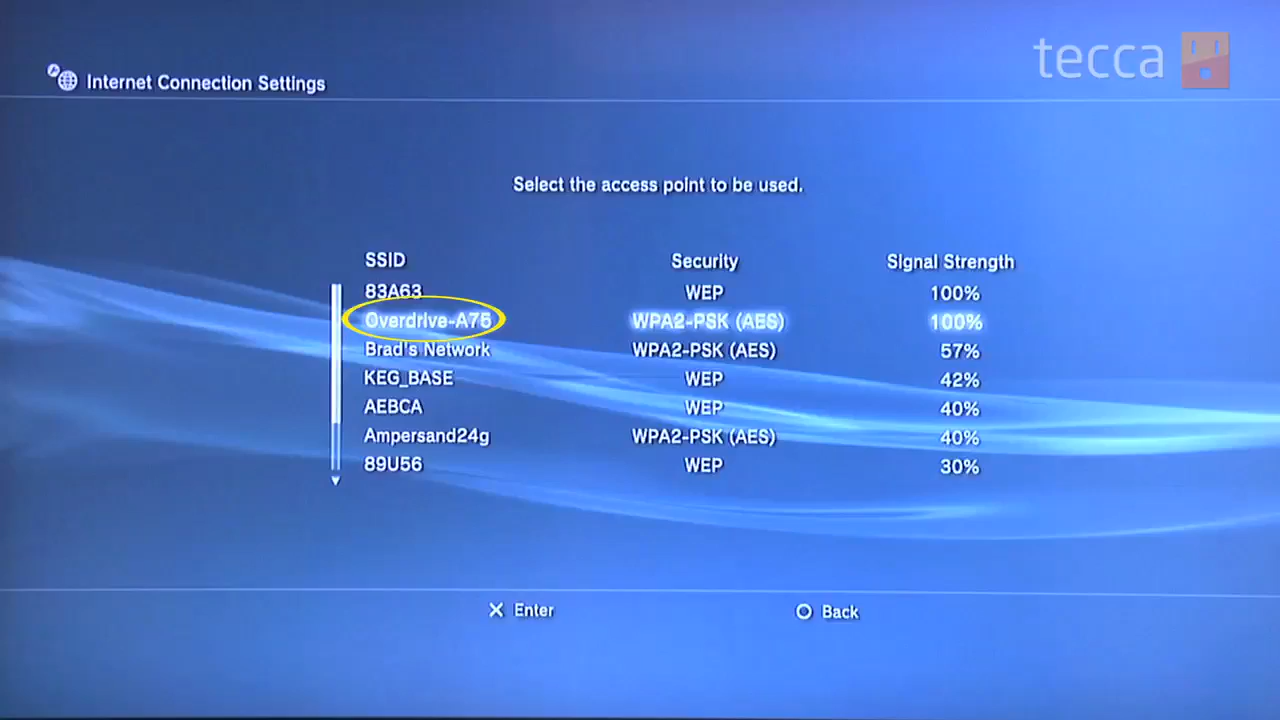 tecca
Internet Connection Settings
Select the access point to be used.
SSID Security Signal Strength
83A63 WEP 100%
Overdrive-A75 WPA2-PSK (AES) 100%
Brad's Network WPA2-PSK (AES) 57%
KEG_BASE WEP 42%
AEBCA WEP 40%
Ampersand24g WPA2-PSK (AES) 40%
89U56 WEP 30%
Enter Back